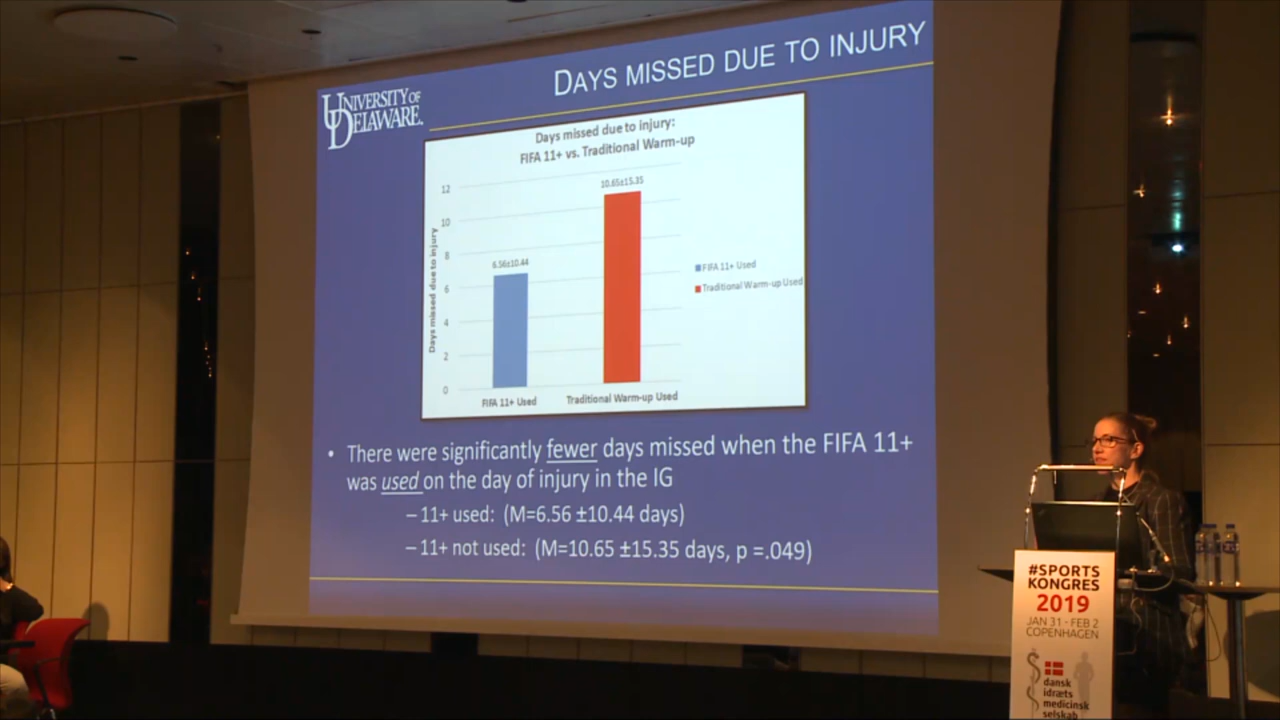 DAYS MISSED DUE TO INJURY
UNIVERSITY OF
DELAWARE.
Days missed due to injury:
FIFA 11+ vs. Traditional Warm-up
Days missed due to injury
12
10
8
6
4
2
0
6.56±10.44
10.65±15.35
FIFA 11+ Used
Traditional Warm-up Used
FIFA 11+ Used
Traditional Warm-up Used
• There were significantly fewer days missed when the FIFA 11+
was used on the day of injury in the IG
– 11+ used: (M=6.56 ±10.44 days)
– 11+ not used: (M=10.65 ±15.35 days, p =.049)
#SPORTS
KONGRES
2019
JAN 31 - FEB 2
COPENHAGEN
dansk
idræts
medicinsk
selskab